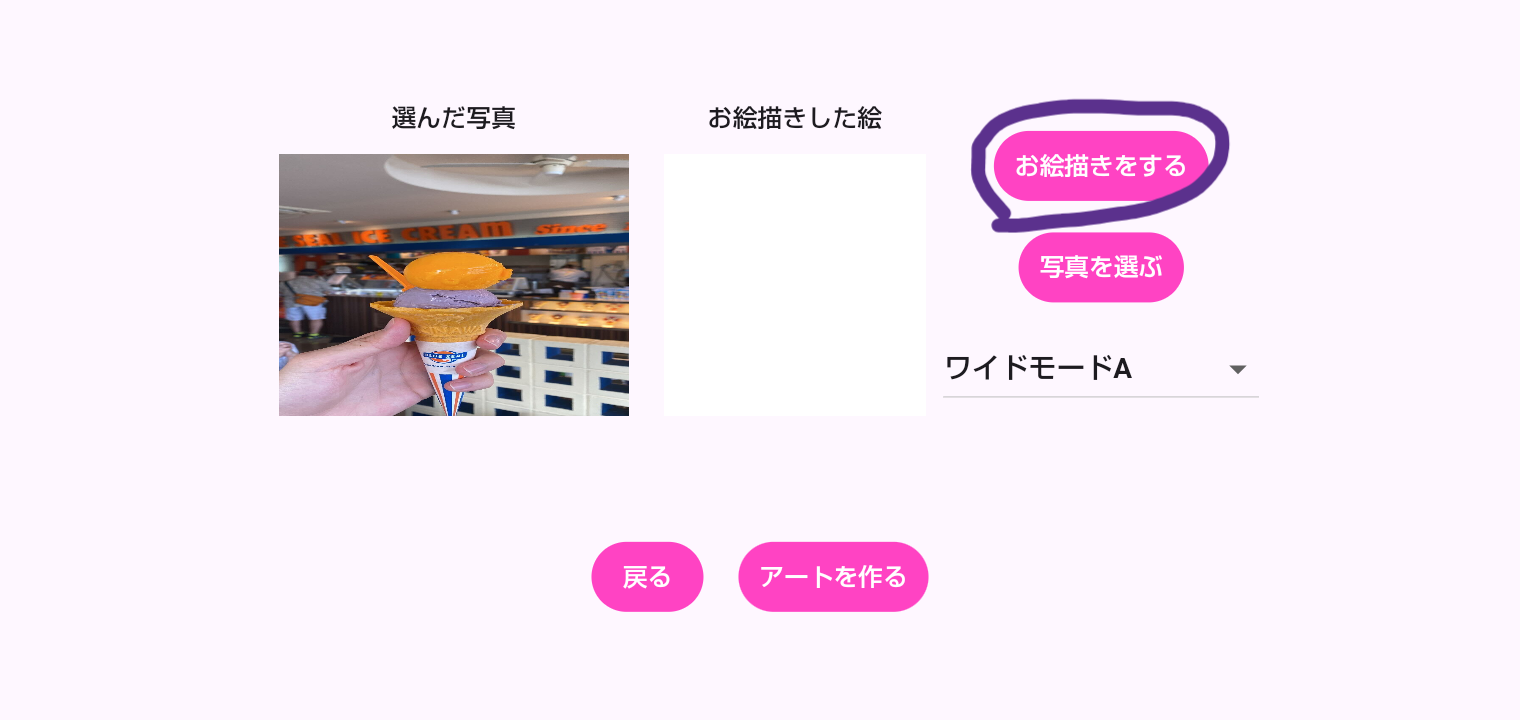 選んだ写真
お絵描きした絵
お絵描きをする
SEAL ICE CREAM Since
写真を選ぶ
ワイドモードA
戻る
アートを作る